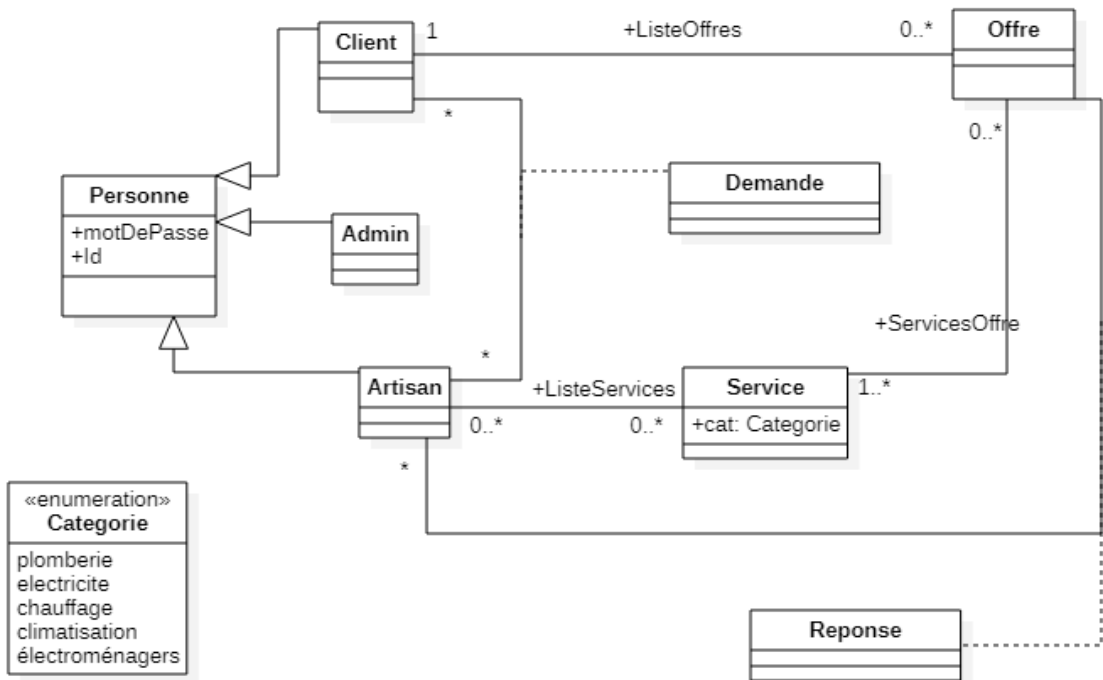 Client
1
+ListeOffres
0..*
Offre
*
0..*
Personne
+motDePasse
+Id
Demande
Admin
+ServicesOffre
*
Artisan
+ListeServices
Service
1..*
0..*
0..*
+cat: Categorie
*
«enumeration»
Categorie
plomberie
electricite
chauffage
climatisation
électroménagers
Reponse